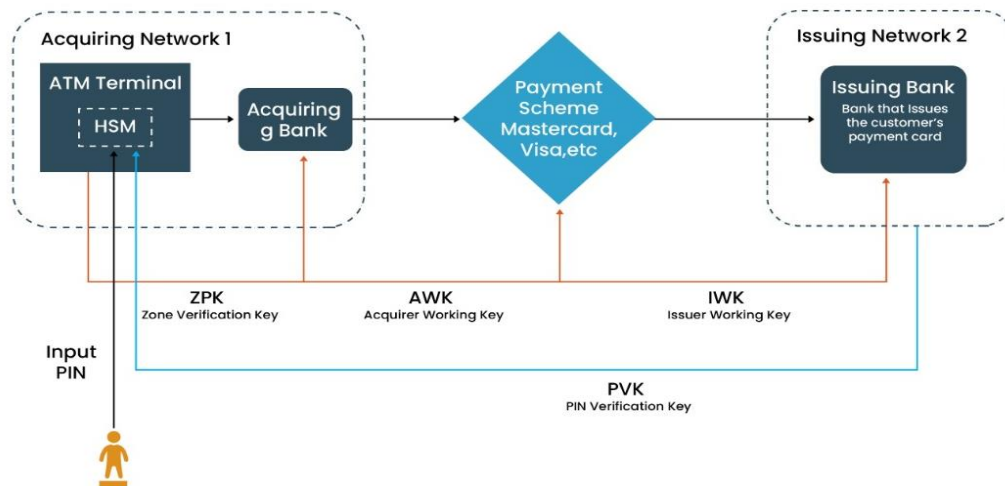 Acquiring Network 1
ATM Terminal
HSM
Acquiring
g Bank
Payment
Scheme
Mastercard,
Visa,etc
Issuing Network 2
Issuing Bank
Bank that Issues
the customer's
payment card
ZPK
Zone Verification Key
AWK
Acquirer Working Key
IWK
Issuer Working Key
Input
PIN
PVK
PIN Verification Key